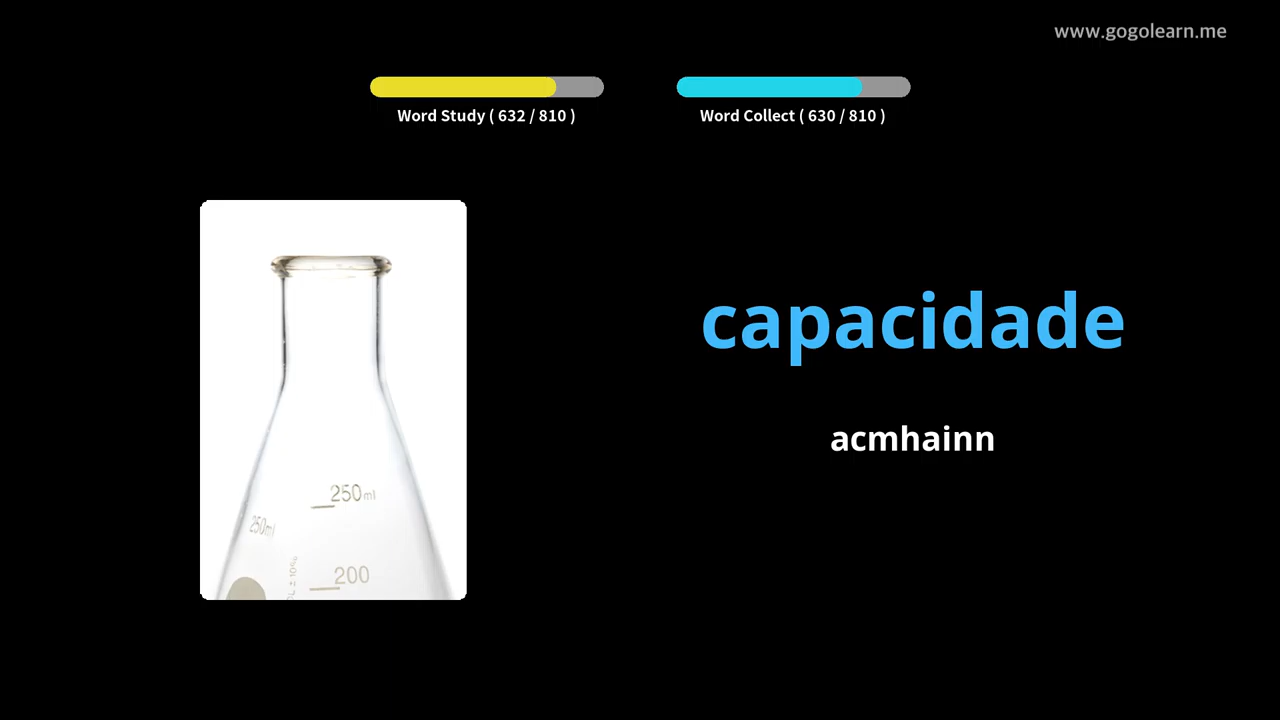 www.gogolearn.me
Word Study ( 632 / 810 )
Word Collect ( 630 / 810 )
capacidade
acmhainn
250ml
250ml
200